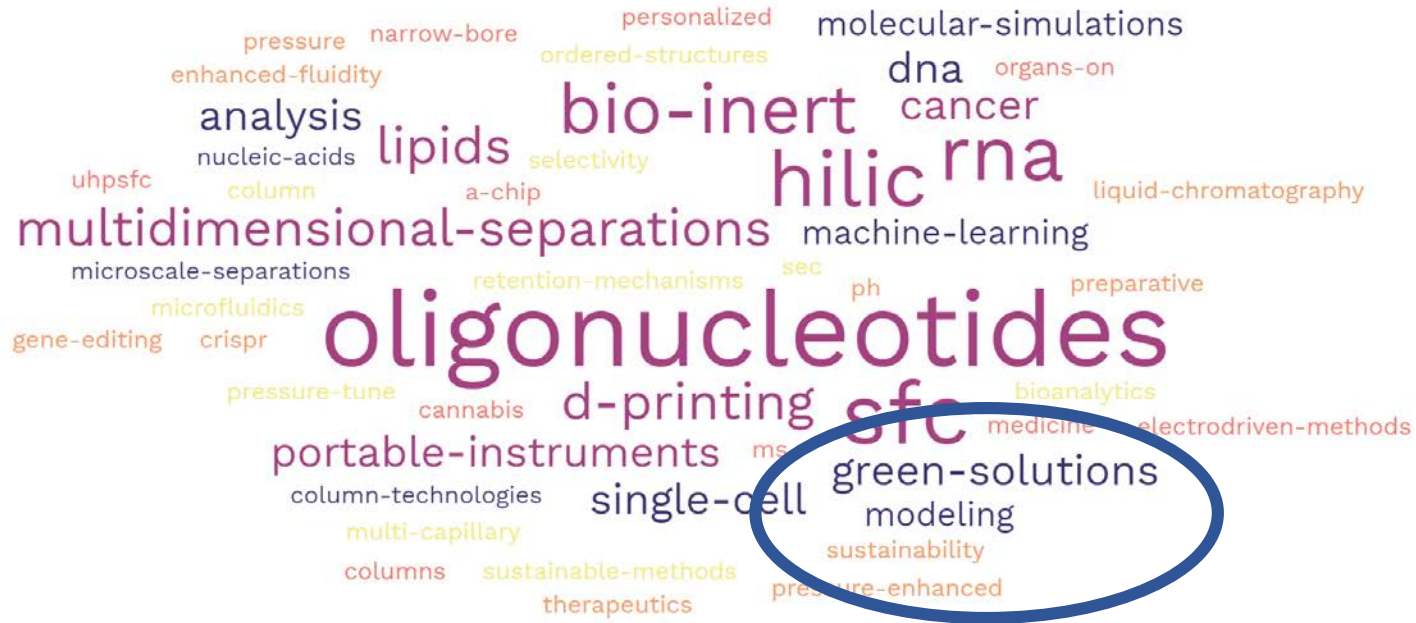 personalized
molecular-simulations
pressure
narrow-bore
ordered-structures
enhanced-fluidity
dna
organs-on
analysis
bio-inert
cancer
nucleic-acids
lipids
selectivity
hilic
rna
uhpsfc
column
a-chip
liquid-chromatography
multidimensional-separations
machine-learning
microscale-separations
retention-mechanisms
sec
ph
preparative
microfluidics
gene-editing
crispr
oligonucleotides
pressure-tune
cannabis
d-printing
sfc
bioanalytics
medicine
electrodriven-methods
portable-instruments
ms
green-solutions
column-technologies
single-cell
modeling
multi-capillary
sustainability
columns
sustainable-methods
pressure-enhanced
therapeutics